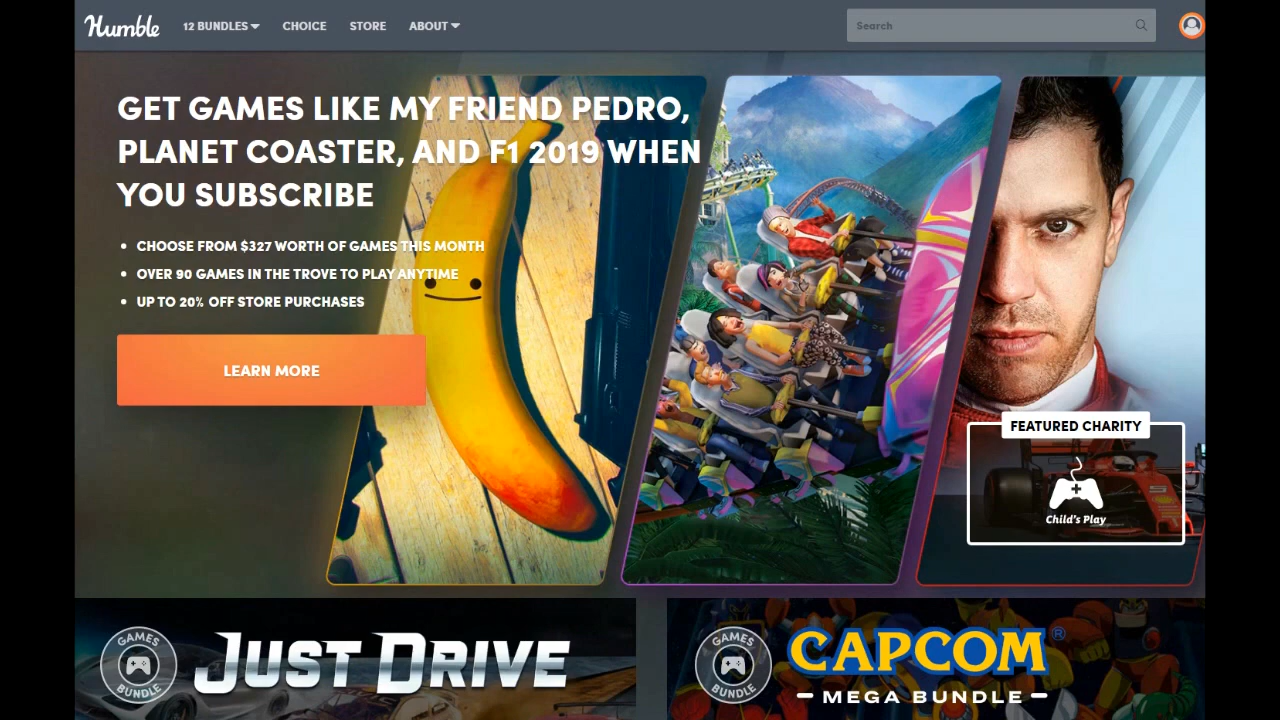 Humble
12 BUNDLES
CHOICE
STORE
ABOUT
Search
GET GAMES LIKE MY FRIEND PEDRO,
PLANET COASTER, AND F1 2019 WHEN
YOU SUBSCRIBE
• CHOOSE FROM $327 WORTH OF GAMES THIS MONTH
• OVER 90 GAMES IN THE TROVE TO PLAY ANYTIME
• UP TO 20% OFF STORE PURCHASES
LEARN MORE
FEATURED CHARITY
Child's Play
5
GAMES
BUNDLE
JUST DRIVE
GAMES
BUNDLE
CAPCOM®
MEGA BUNDLE